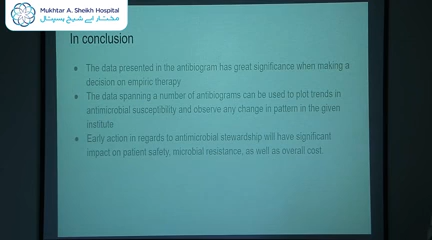 Mukhtar A. Sheikh Hospital
مختار اے شیخ ہسپتال
In conclusion
The data presented in the antibiogram has great significance when making a
decision on empiric therapy
The data spanning a number of antibiograms can be used to plot trends in
antimicrobial susceptibility and observe any change in pattern in the given
institute
Early action in regards to antimicrobial stewardship will have significant
impact on patient safety, microbial resistance, as well as overall cost.